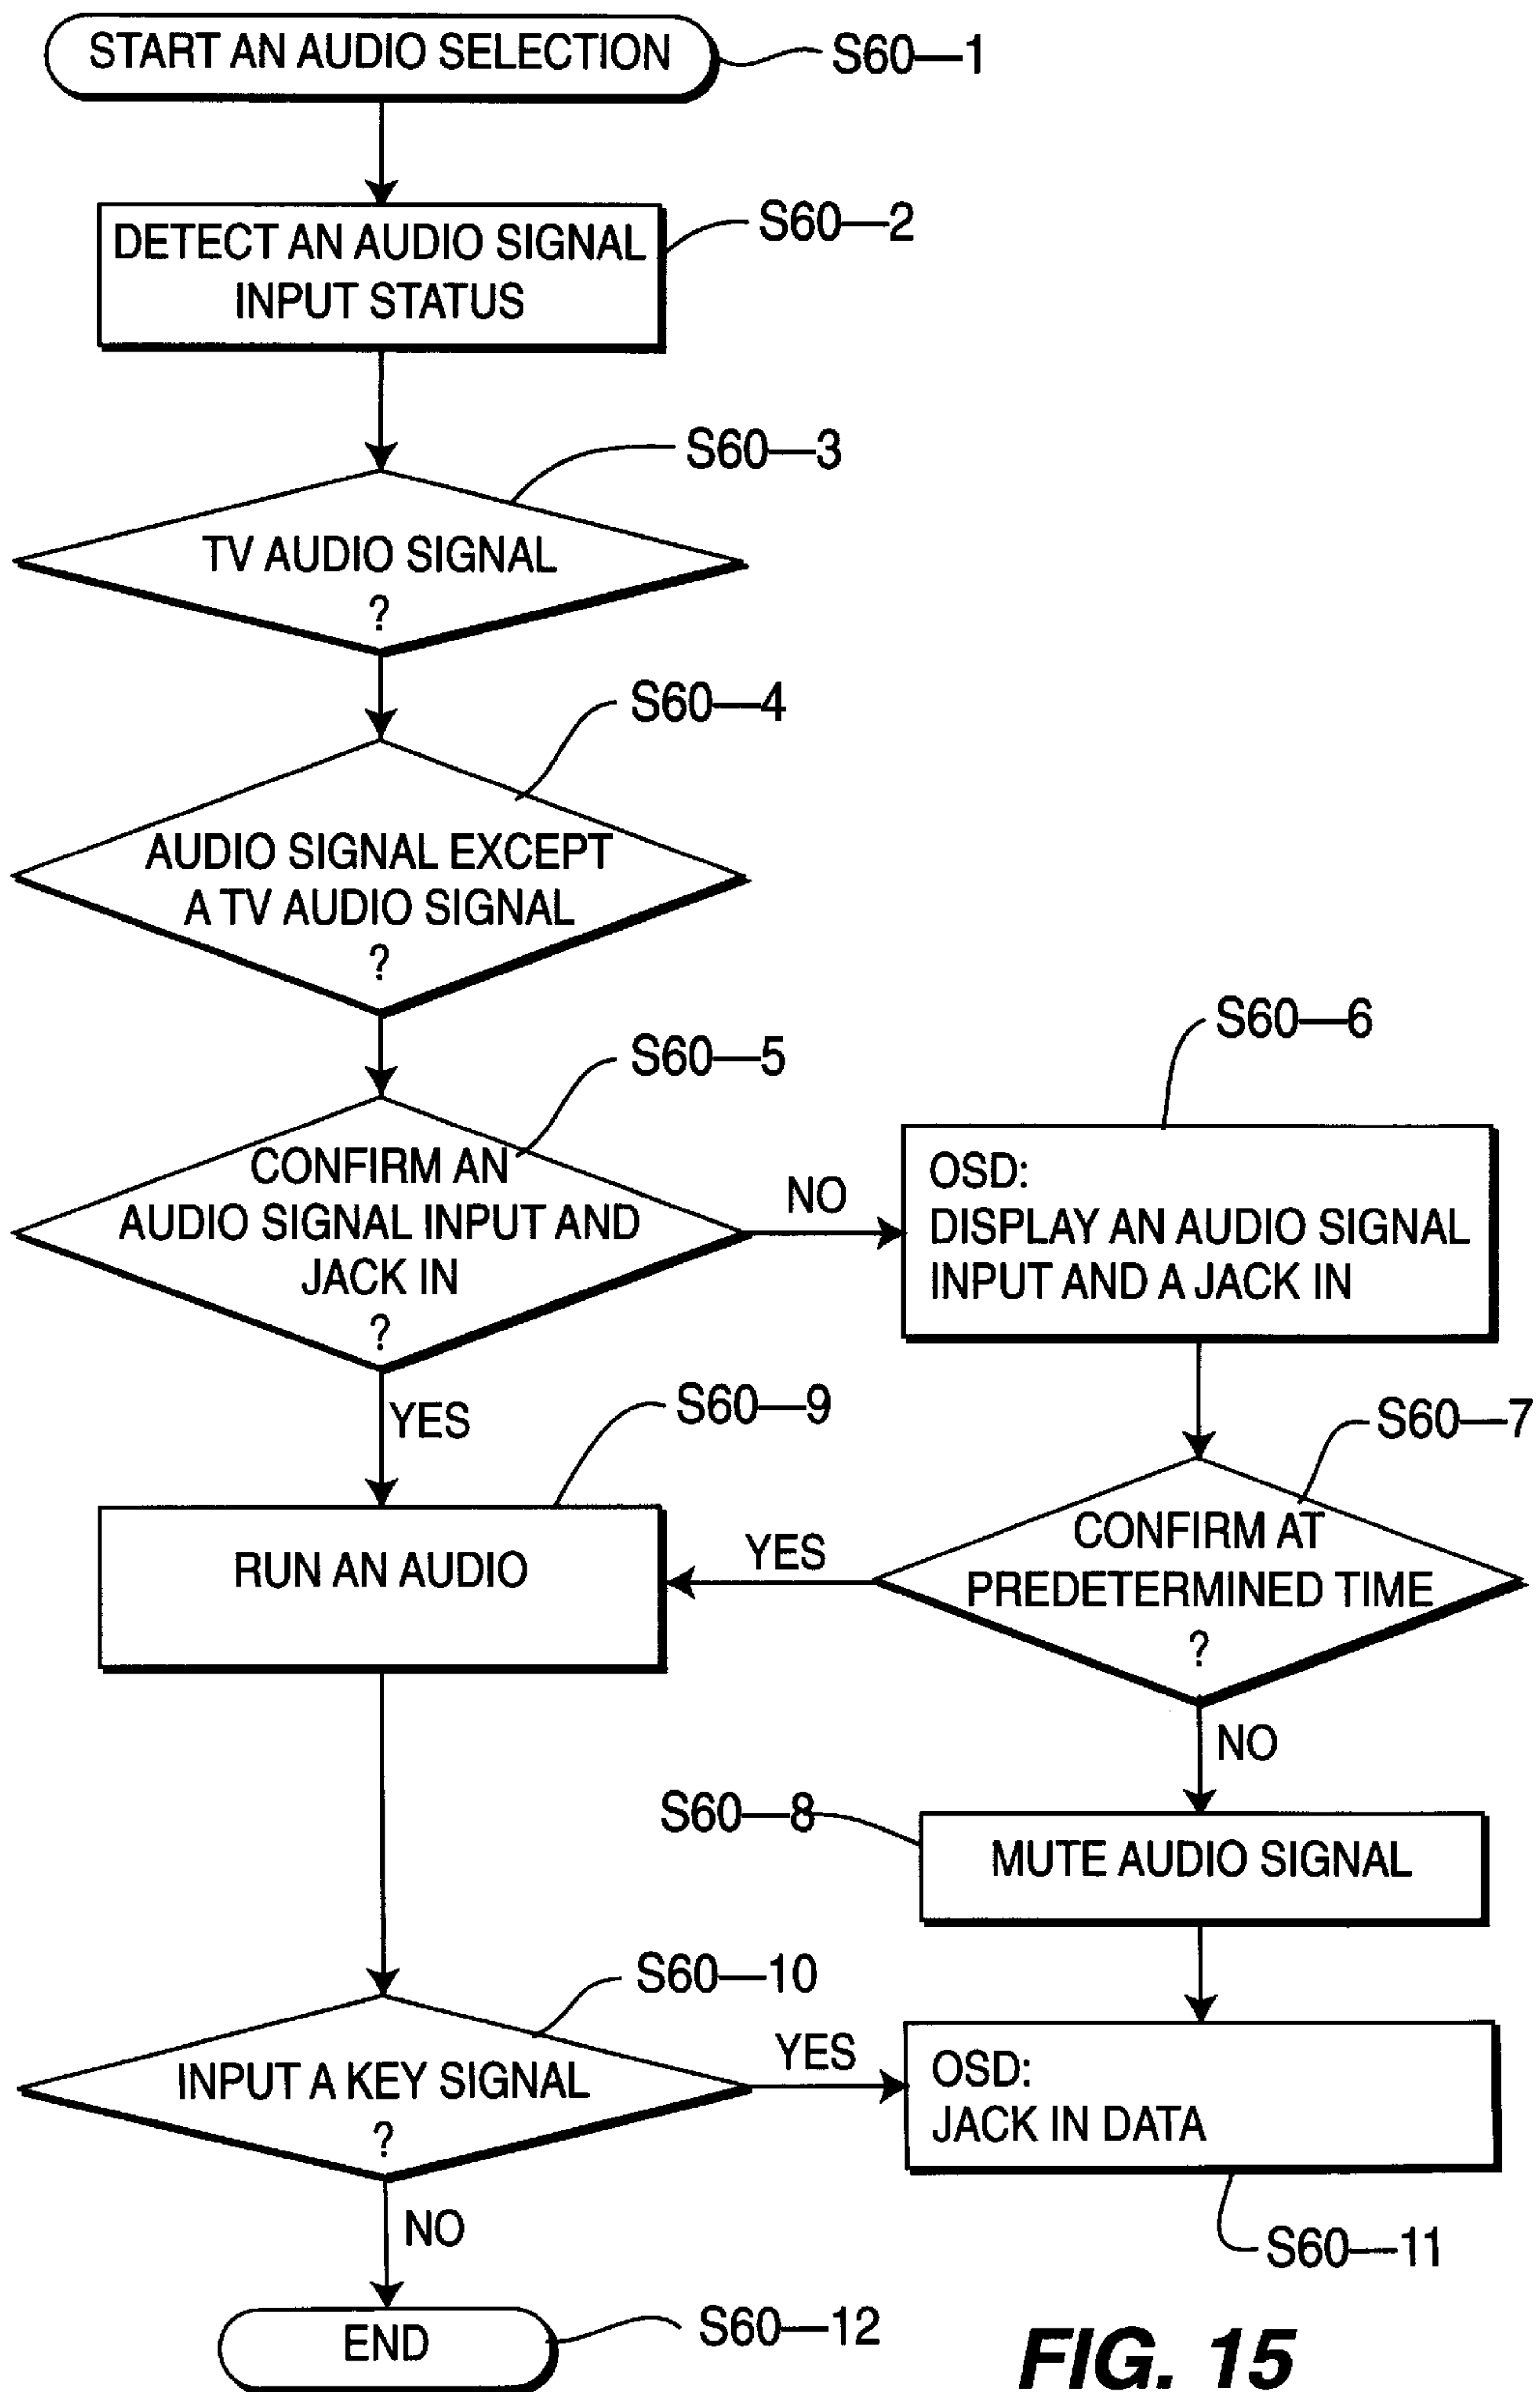 START AN AUDIO SELECTION
S60—1
DETECT AN AUDIO SIGNAL
INPUT STATUS
S60—2
S60—3
TV AUDIO SIGNAL
?
S60—4
AUDIO SIGNAL EXCEPT
A TV AUDIO SIGNAL
?
S60—5
CONFIRM AN
AUDIO SIGNAL INPUT AND
JACK IN
?
NO
S60—6
OSD:
DISPLAY AN AUDIO SIGNAL
INPUT AND A JACK IN
YES
S60—9
RUN AN AUDIO
S60—7
CONFIRM AT
PREDETERMINED TIME
?
YES
NO
S60—8
MUTE AUDIO SIGNAL
S60—10
INPUT A KEY SIGNAL
?
YES
OSD:
JACK IN DATA
S60—11
NO
END
S60—12
FIG. 15